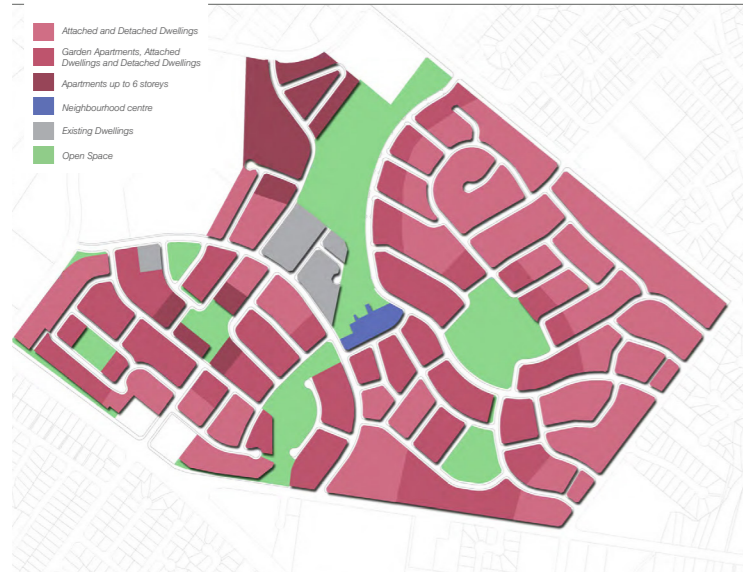 Attached and Detached Dwellings
Garden Apartments, Attached
Dwellings and Detached Dwellings
Apartments up to 6 storeys
Neighbourhood centre
Existing Dwellings
Open Space